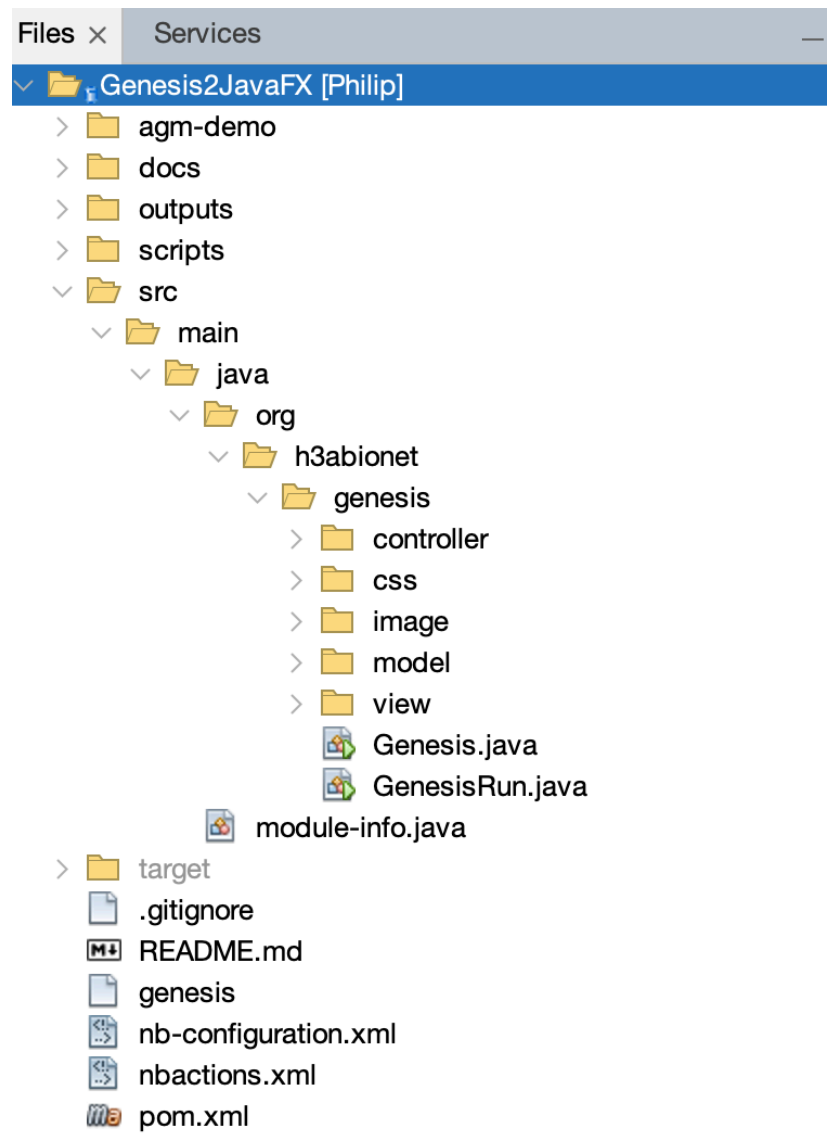 Files × Services
Genesis2JavaFX [Philip]
agm-demo
docs
outputs
scripts
src
main
java
org
h3abionet
genesis
controller
css
image
model
view
Genesis.java
GenesisRun.java
module-info.java
target
.gitignore
README.md
genesis
nb-configuration.xml
nbactions.xml
pom.xml